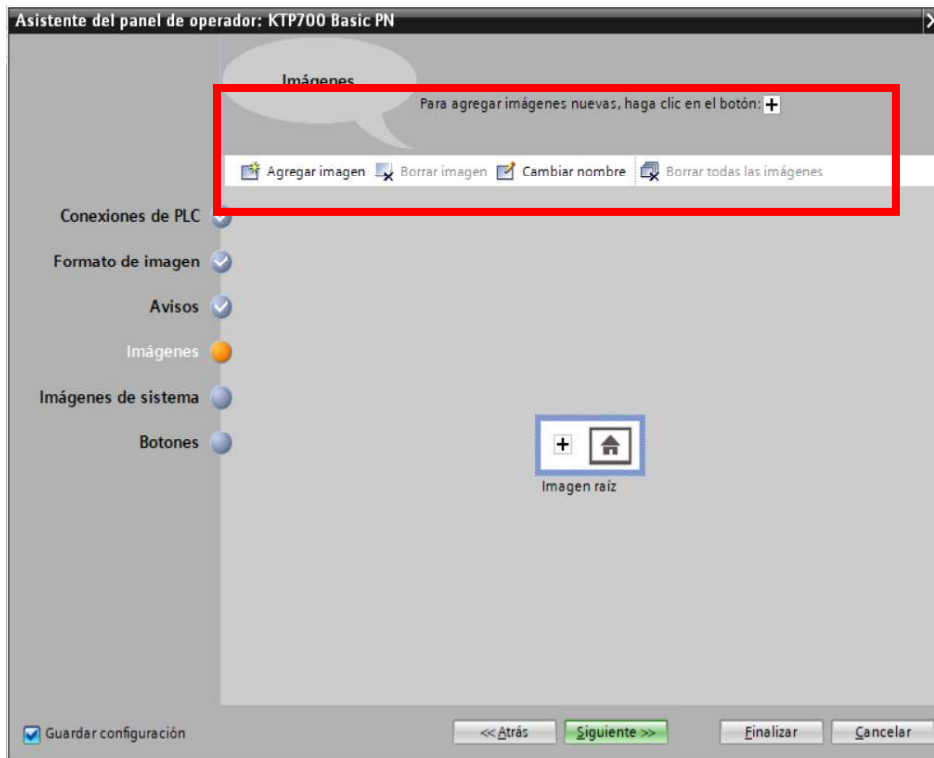 Asistente del panel de operador: KTP700 Basic PN
Imágenes
Para agregar imágenes nuevas, haga clic en el botón:
Agregar imagen Borrar imagen Cambiar nombre Borrar todas las imágenes
Conexiones de PLC
Formato de imagen
Avisos
Imágenes
Imágenes de sistema
Botones
Imagen raíz
Guardar configuración
<< Atrás Siguiente >> Finalizar Cancelar